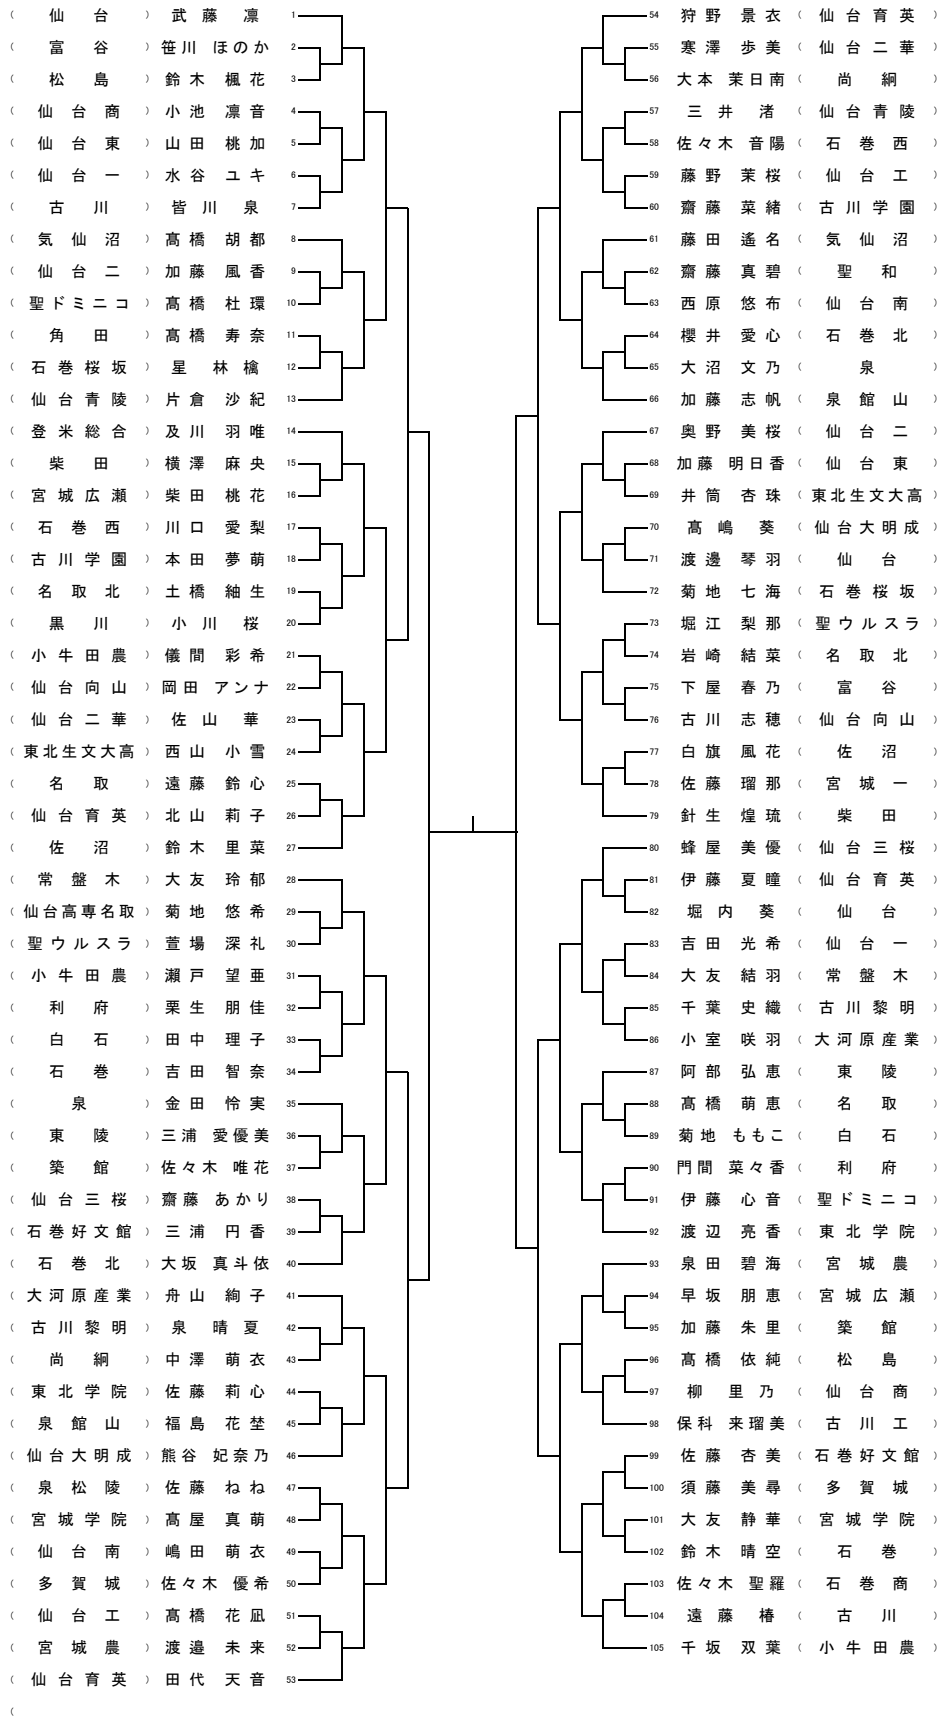 （ 仙台 ） 武藤 凛 1
（ 富谷 ） 笹川 ほのか 2
（ 松島 ） 鈴木 楓花 3
（ 仙台商 ） 小池 凛音 4
（ 仙台東 ） 山田 桃加 5
（ 仙台一 ） 水谷 ユキ 6
（ 古川 ） 皆川 泉 7
（ 気仙沼 ） 髙橋 胡都 8
（ 仙台二 ） 加藤 風香 9
（ 聖ドミニコ ） 髙橋 杜環 10
（ 角田 ） 髙橋 寿奈 11
（ 石巻桜坂 ） 星 林檎 12
（ 仙台青陵 ） 片倉 沙紀 13
（ 登米総合 ） 及川 羽唯 14
（ 柴田 ） 横澤 麻央 15
（ 宮城広瀬 ） 柴田 桃花 16
（ 石巻西 ） 川口 愛梨 17
（ 古川学園 ） 本田 夢萌 18
（ 名取北 ） 土橋 紬生 19
（ 黒川 ） 小川 桜 20
（ 小牛田農 ） 儀間 彩希 21
（ 仙台向山 ） 岡田 アンナ 22
（ 仙台二華 ） 佐山 華 23
（ 東北生文大高 ） 西山 小雪 24
（ 名取 ） 遠藤 鈴心 25
（ 仙台育英 ） 北山 莉子 26
（ 佐沼 ） 鈴木 里菜 27
（ 常盤木 ） 大友 玲郁 28
（ 仙台高専名取 ） 菊地 悠希 29
（ 聖ウルスラ ） 萱場 深礼 30
（ 小牛田農 ） 瀬戸 望亜 31
（ 利府 ） 栗生 朋佳 32
（ 白石 ） 田中 理子 33
（ 石巻 ） 吉田 智奈 34
（ 泉 ） 金田 怜実 35
（ 東陵 ） 三浦 愛優美 36
（ 築館 ） 佐々木 唯花 37
（ 仙台三桜 ） 齋藤 あかり 38
（ 石巻好文館 ） 三浦 円香 39
（ 石巻北 ） 大坂 真斗依 40
（ 大河原産業 ） 舟山 絢子 41
（ 古川黎明 ） 泉 晴夏 42
（ 尚絅 ） 中澤 萌衣 43
（ 東北学院 ） 佐藤 莉心 44
（ 泉館山 ） 福島 花埜 45
（ 仙台大明成 ） 熊谷 妃奈乃 46
（ 泉松陵 ） 佐藤 ねね 47
（ 宮城学院 ） 髙屋 真萌 48
（ 仙台南 ） 嶋田 萌衣 49
（ 多賀城 ） 佐々木 優希 50
（ 仙台工 ） 髙橋 花凪 51
（ 宮城農 ） 渡邉 未来 52
（ 仙台育英 ） 田代 天音 53
（
54 狩野 景衣 （ 仙台育英 ）
55 寒澤 歩美 （ 仙台二華 ）
56 大本 茉日南 （ 尚絅 ）
57 三井 渚 （ 仙台青陵 ）
58 佐々木 音陽 （ 石巻西 ）
59 藤野 茉桜 （ 仙台工 ）
60 齋藤 菜緒 （ 古川学園 ）
61 藤田 遙名 （ 気仙沼 ）
62 齋藤 真碧 （ 聖和 ）
63 西原 悠布 （ 仙台南 ）
64 櫻井 愛心 （ 石巻北 ）
65 大沼 文乃 （ 泉 ）
66 加藤 志帆 （ 泉館山 ）
67 奥野 美桜 （ 仙台二 ）
68 加藤 明日香 （ 仙台東 ）
69 井筒 杏珠 （ 東北生文大高 ）
70 髙嶋 葵 （ 仙台大明成 ）
71 渡邊 琴羽 （ 仙台 ）
72 菊地 七海 （ 石巻桜坂 ）
73 堀江 梨那 （ 聖ウルスラ ）
74 岩崎 結菜 （ 名取北 ）
75 下屋 春乃 （ 富谷 ）
76 古川 志穂 （ 仙台向山 ）
77 白旗 風花 （ 佐沼 ）
78 佐藤 瑠那 （ 宮城一 ）
79 針生 煌琉 （ 柴田 ）
80 蜂屋 美優 （ 仙台三桜 ）
81 伊藤 夏瞳 （ 仙台育英 ）
82 堀内 葵 （ 仙台 ）
83 吉田 光希 （ 仙台一 ）
84 大友 結羽 （ 常盤木 ）
85 千葉 史織 （ 古川黎明 ）
86 小室 咲羽 （ 大河原産業 ）
87 阿部 弘恵 （ 東陵 ）
88 髙橋 萌恵 （ 名取 ）
89 菊地 ももこ （ 白石 ）
90 門間 菜々香 （ 利府 ）
91 伊藤 心音 （ 聖ドミニコ ）
92 渡辺 亮香 （ 東北学院 ）
93 泉田 碧海 （ 宮城農 ）
94 早坂 朋恵 （ 宮城広瀬 ）
95 加藤 朱里 （ 築館 ）
96 髙橋 依純 （ 松島 ）
97 柳 里乃 （ 仙台商 ）
98 保科 来瑠美 （ 古川工 ）
99 佐藤 杏美 （ 石巻好文館 ）
100 須藤 美尋 （ 多賀城 ）
101 大友 静華 （ 宮城学院 ）
102 鈴木 晴空 （ 石巻 ）
103 佐々木 聖羅 （ 石巻商 ）
104 遠藤 椿 （ 古川 ）
105 千坂 双葉 （ 小牛田農 ）